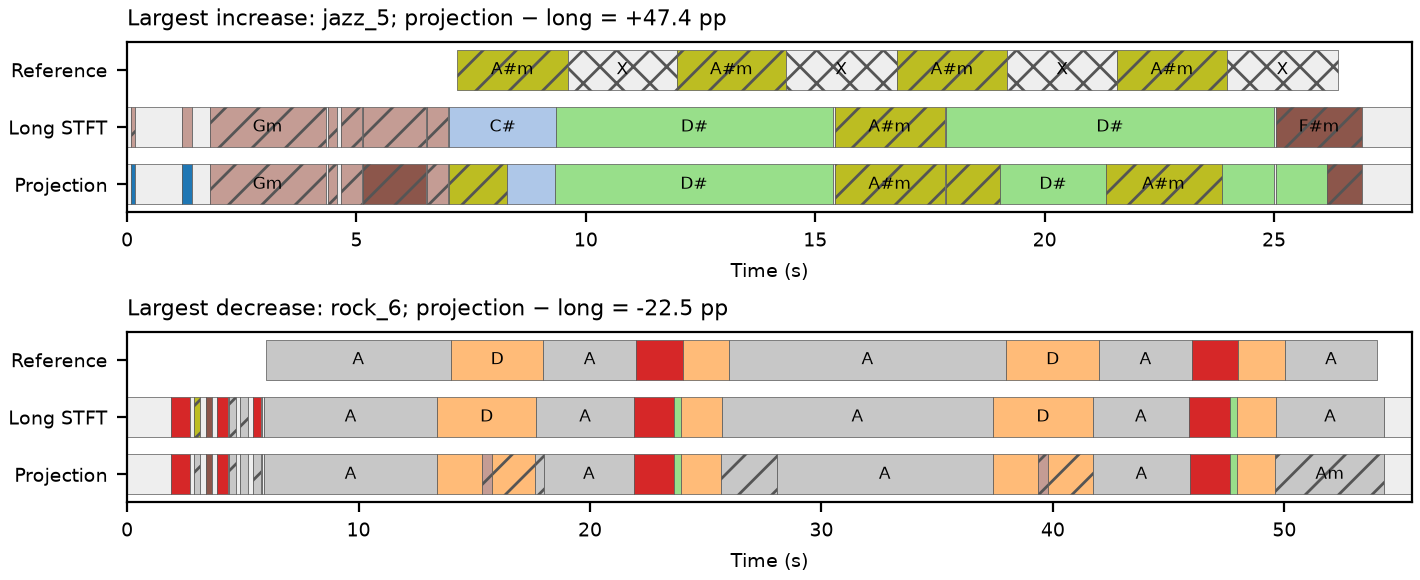 Largest increase: jazz_5; projection − long = +47.4 pp
Reference A#m X A#m X A#m X A#m X
Long STFT Gm C# D# A#m D# F#m
Projection Gm D# A#m D# A#m
0 5 10 15 20 25
Time (s)
Largest decrease: rock_6; projection − long = -22.5 pp
Reference A D A A D A A
Long STFT A D A A D A A
Projection A A A A Am
0 10 20 30 40 50
Time (s)